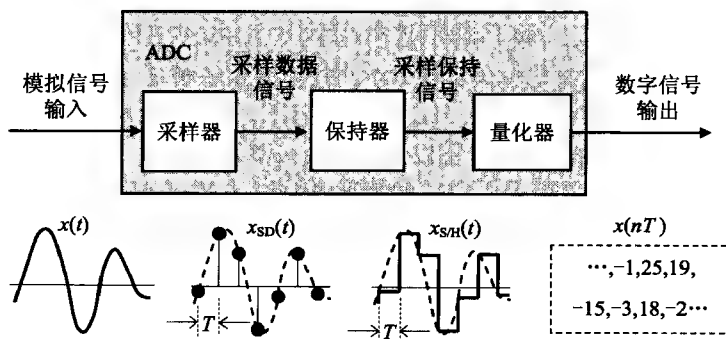 ADC
模拟信号
输入
采样数据
信号
采样保持
信号
数字信号
输出
采样器
保持器
量化器
x(t)
x_SD(t)
x_S/H(t)
x(nT)
T
T
…,-1,25,19,
-15,-3,18,-2…